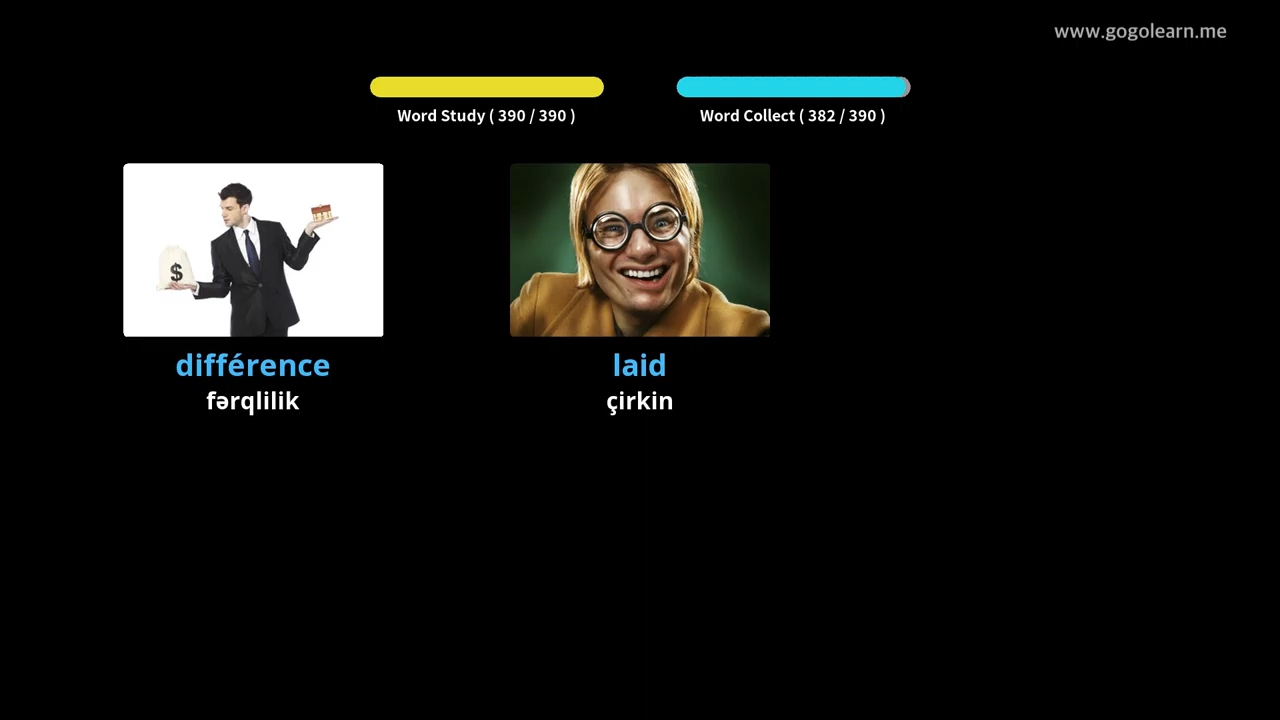 www.gogolearn.me
Word Study ( 390 / 390 )
Word Collect ( 382 / 390 )
$
différence
fərqlilik
laid
çirkin